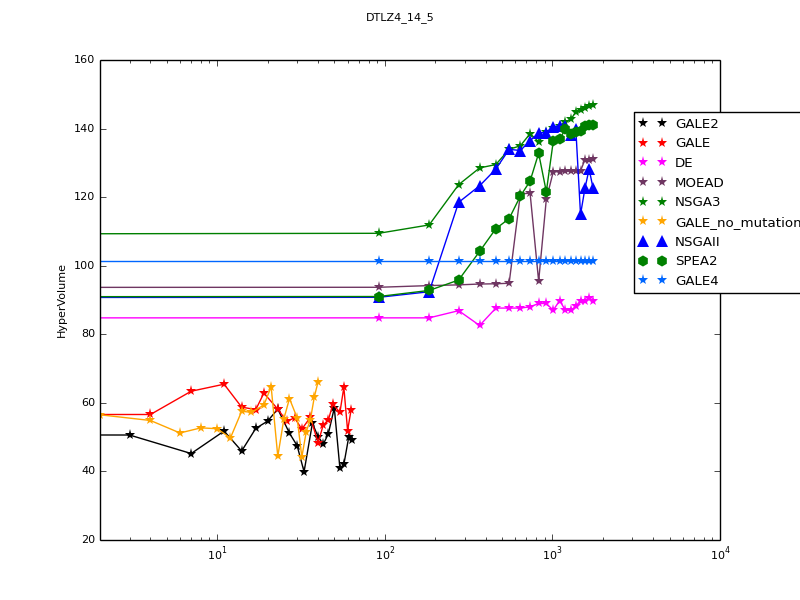 DTLZ4_14_5
HyperVolume
160
140
120
100
80
60
40
20
10^1
10^2
10^3
10^4
GALE2
GALE
DE
MOEAD
NSGA3
GALE_no_mutation
NSGAII
SPEA2
GALE4